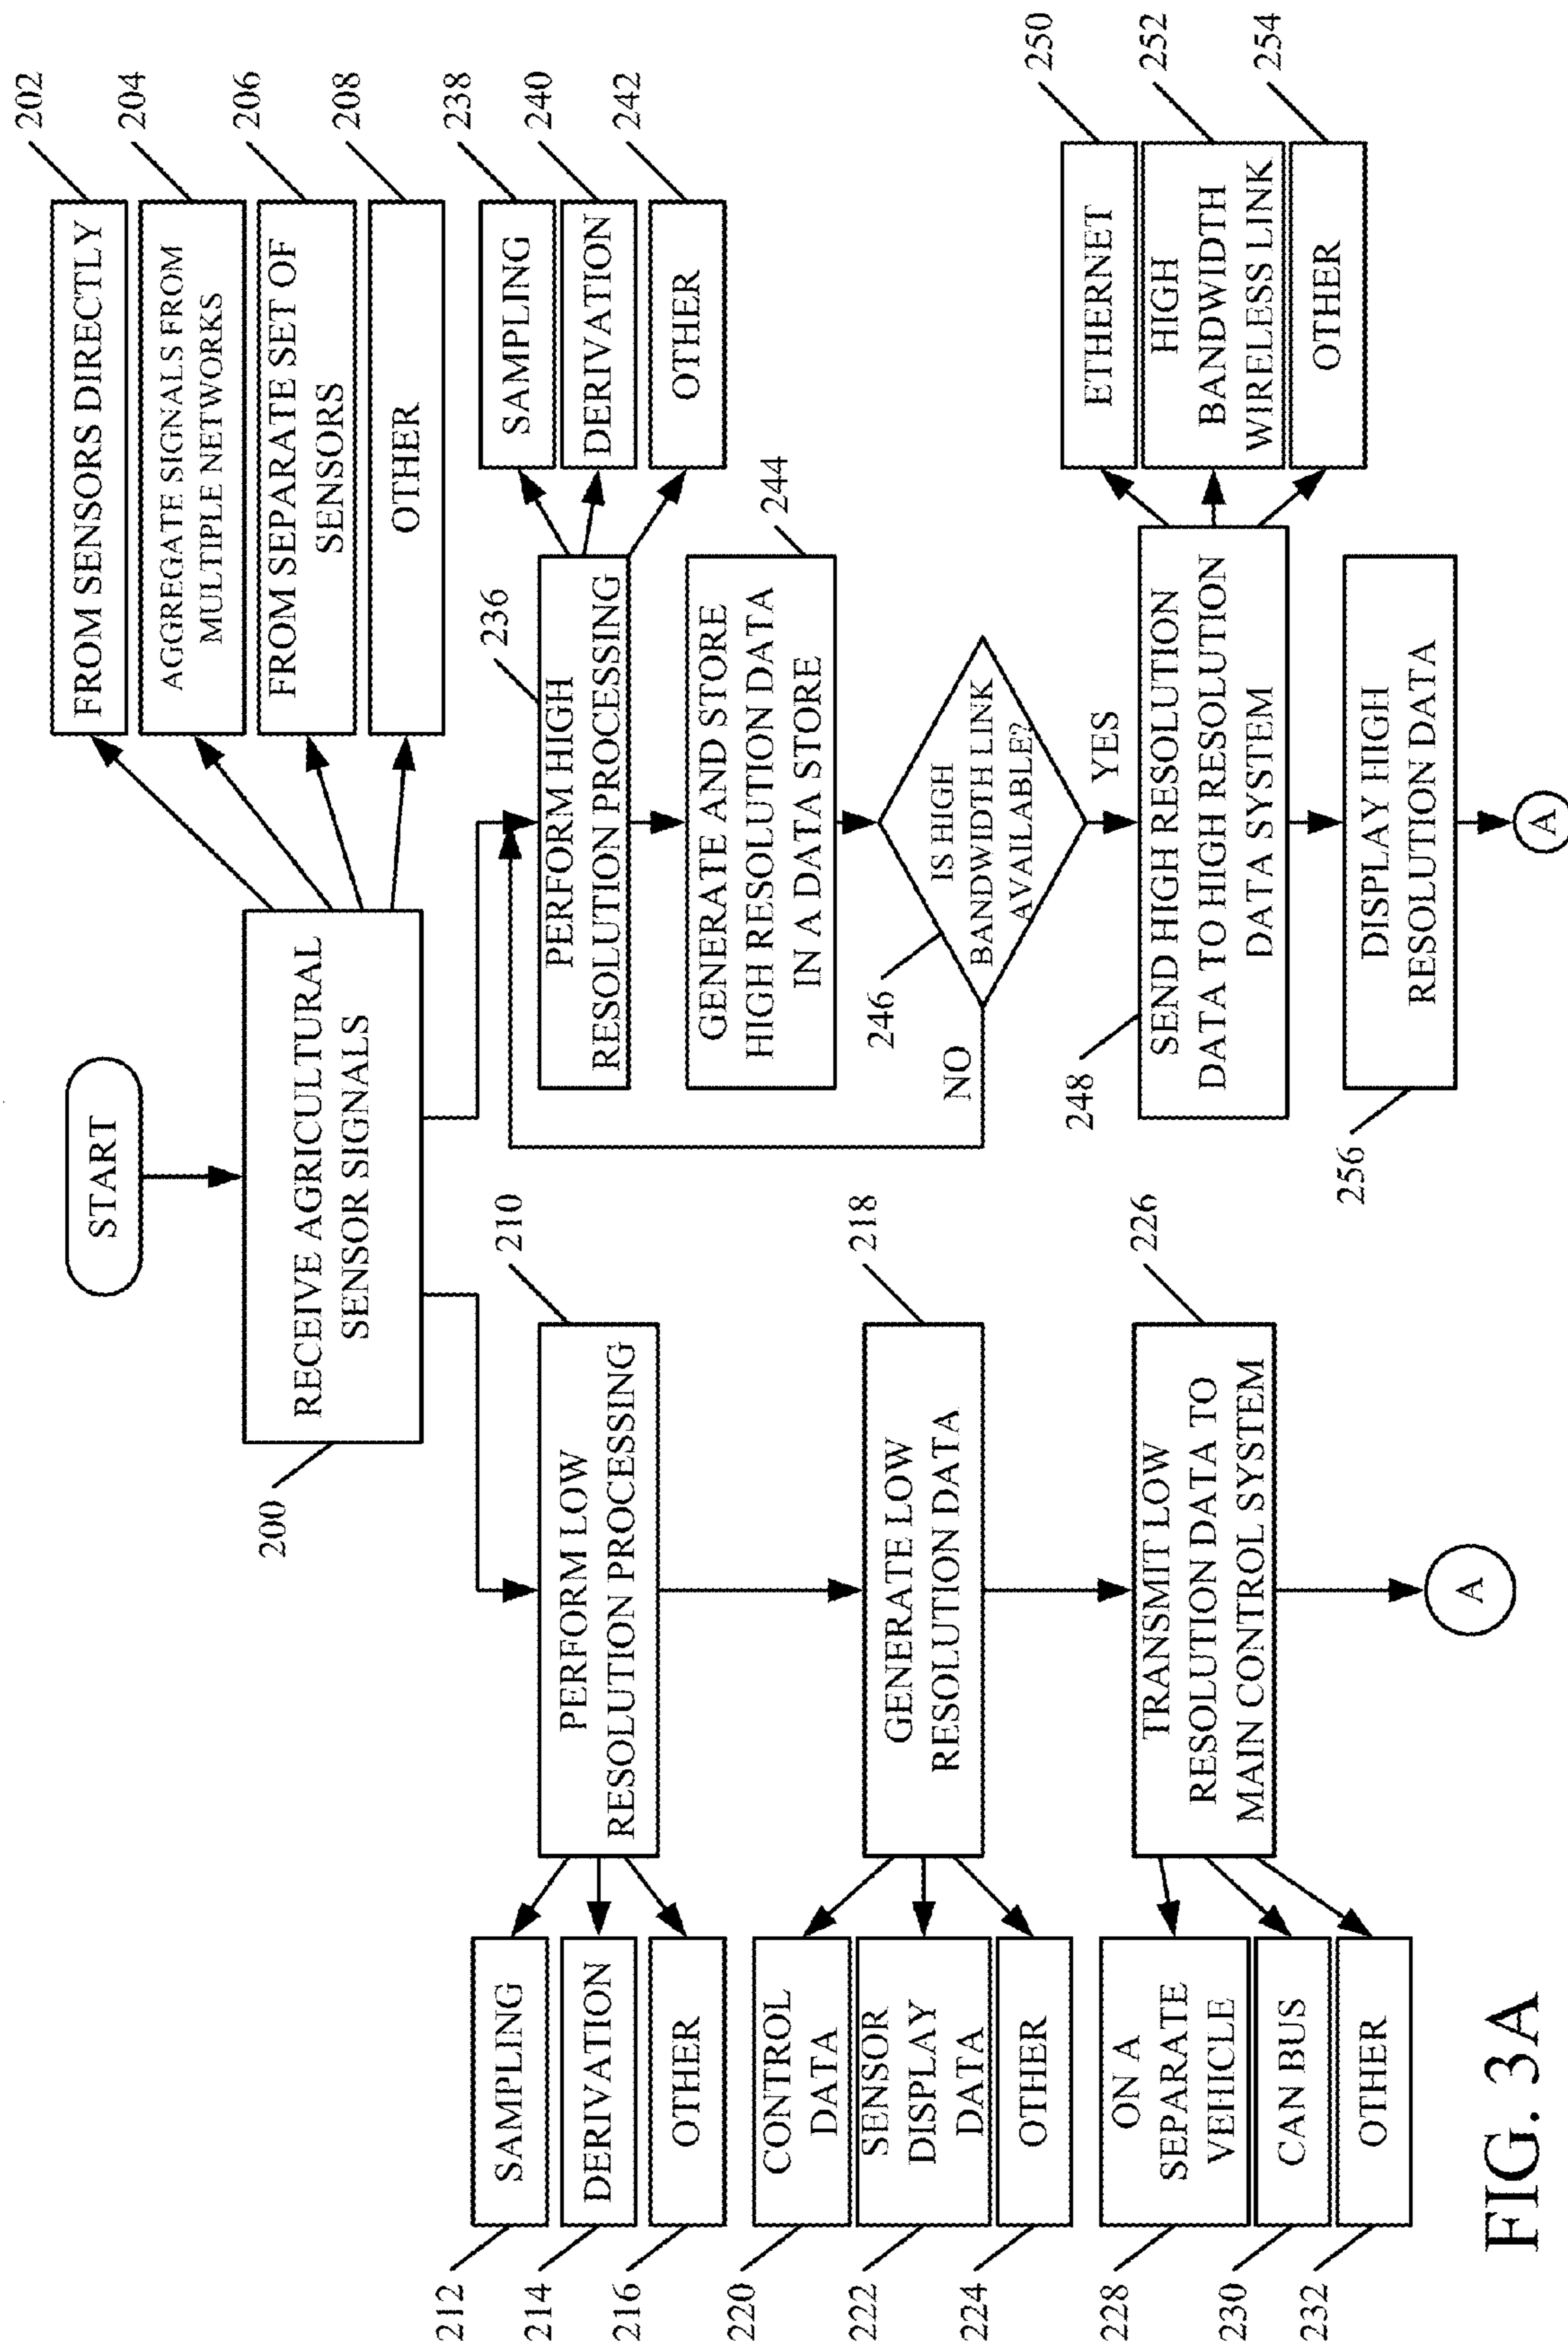 START
200
RECEIVE AGRICULTURAL
SENSOR SIGNALS
FROM SENSORS DIRECTLY
202
AGGREGATE SIGNALS FROM
MULTIPLE NETWORKS
204
FROM SEPARATE SET OF
SENSORS
206
OTHER
208
210
PERFORM LOW
RESOLUTION PROCESSING
212
SAMPLING
214
DERIVATION
216
OTHER
218
GENERATE LOW
RESOLUTION DATA
220
CONTROL
DATA
222
SENSOR
DISPLAY
DATA
224
OTHER
226
TRANSMIT LOW
RESOLUTION DATA TO
MAIN CONTROL SYSTEM
228
ON A
SEPARATE
VEHICLE
230
CAN BUS
232
OTHER
A
236
PERFORM HIGH
RESOLUTION PROCESSING
SAMPLING
238
DERIVATION
240
OTHER
242
244
GENERATE AND STORE
HIGH RESOLUTION DATA
IN A DATA STORE
246
IS HIGH
BANDWIDTH LINK
AVAILABLE?
NO
YES
248
SEND HIGH RESOLUTION
DATA TO HIGH RESOLUTION
DATA SYSTEM
ETHERNET
250
HIGH
BANDWIDTH
WIRELESS LINK
252
OTHER
254
256
DISPLAY HIGH
RESOLUTION DATA
A
FIG. 3A